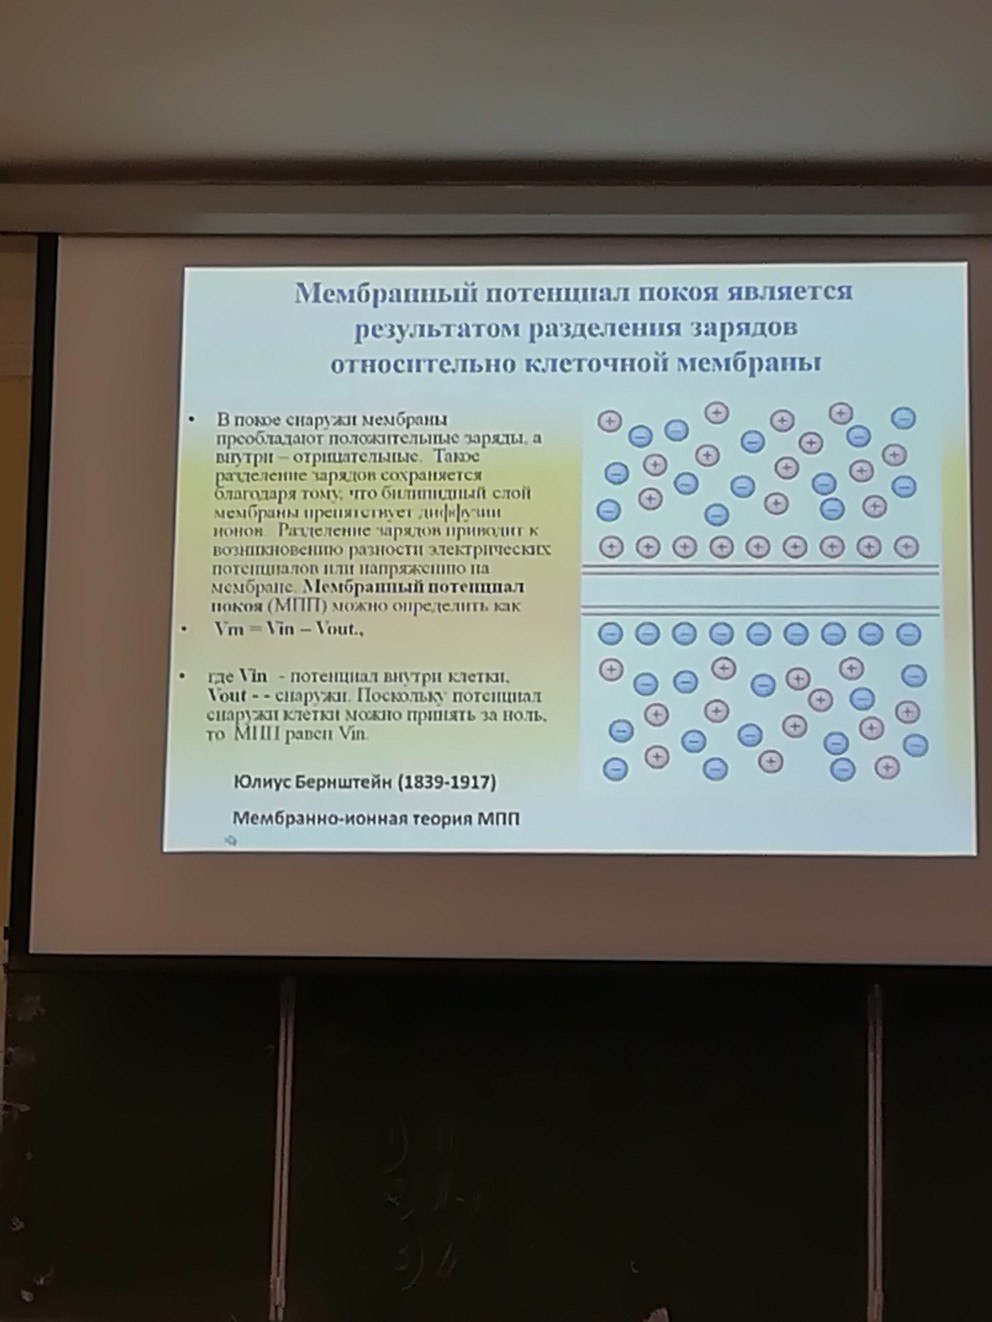 Мембранный потенциал покоя является
результатом разделения зарядов
относительно клеточной мембраны
• В покое снаружи мембраны
преобладают положительные заряды, а
внутри – отрицательные. Такое
разделение зарядов сохраняется
благодаря тому, что билипидный слой
мембраны препятствует диффузии
ионов. Разделение зарядов приводит к
возникновению разности электрических
потенциалов или напряжению на
мембране. Мембранный потенциал
покоя (МПП) можно определить как
• Vm = Vin – Vout.,
• где Vin - потенциал внутри клетки,
Vout - - снаружи. Поскольку потенциал
снаружи клетки можно принять за ноль,
то МПП равен Vin.
Юлиус Бернштейн (1839-1917)
Мембранно-ионная теория МПП